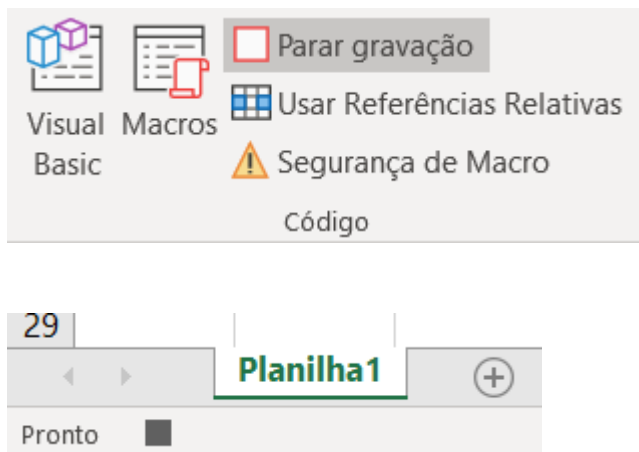 Parar gravação
Visual Basic
Macros
Usar Referências Relativas
Segurança de Macro
Código
29
Planilha1
Pronto